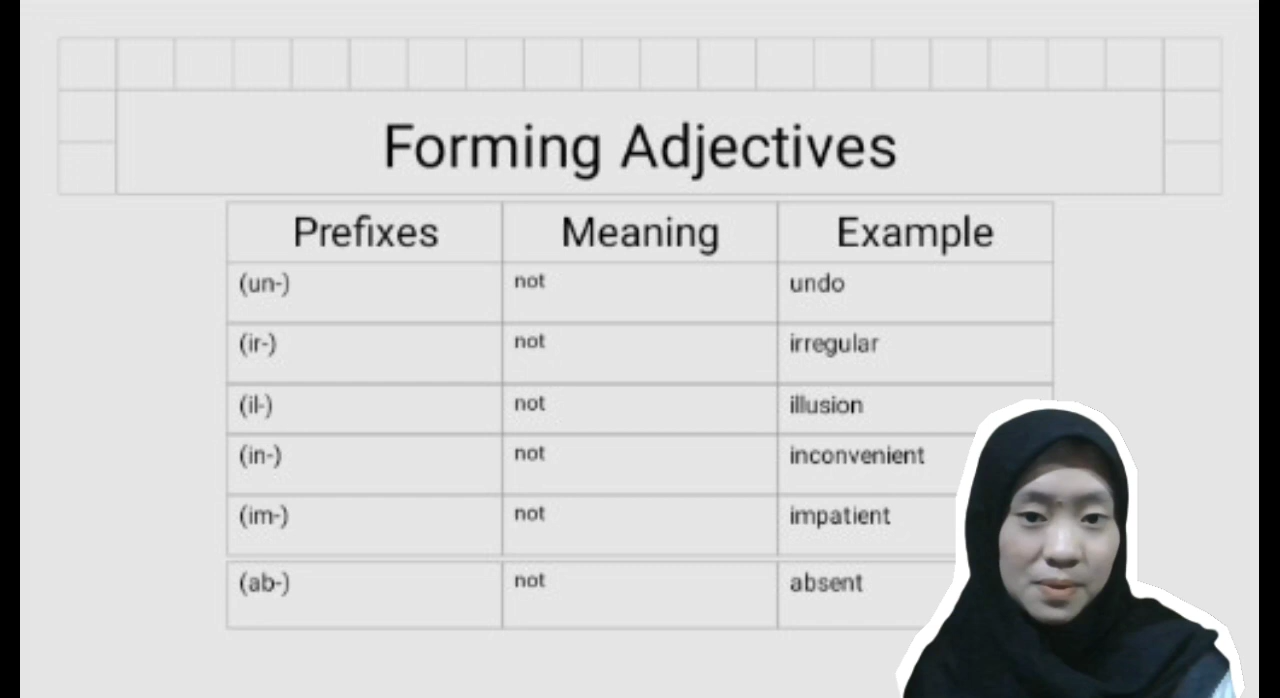 Forming Adjectives
Prefixes Meaning Example
(un-) not undo
(ir-) not irregular
(il-) not illusion
(in-) not inconvenient
(im-) not impatient
(ab-) not absent